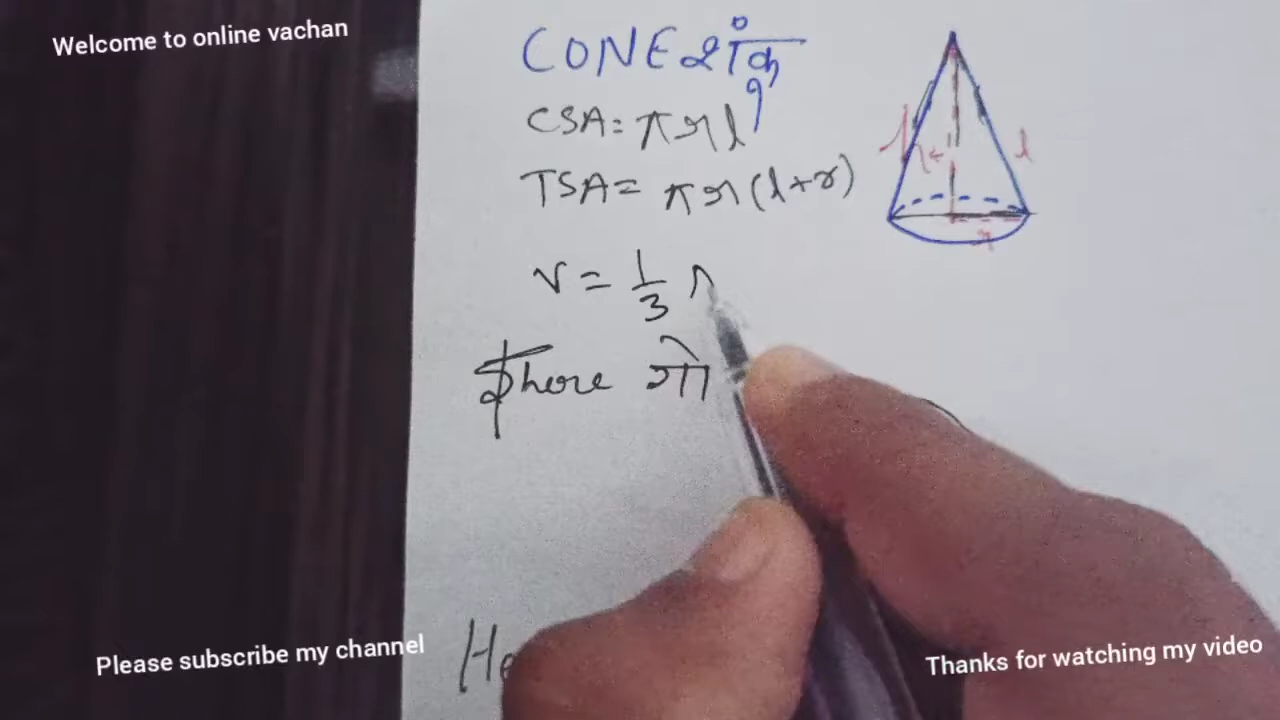 Welcome to online vachan
CONE शंकु
CSA = πrl
TSA = πr(l+r)
h
l
r
V = 1/3
Sphere गो
He
Please subscribe my channel
Thanks for watching my video